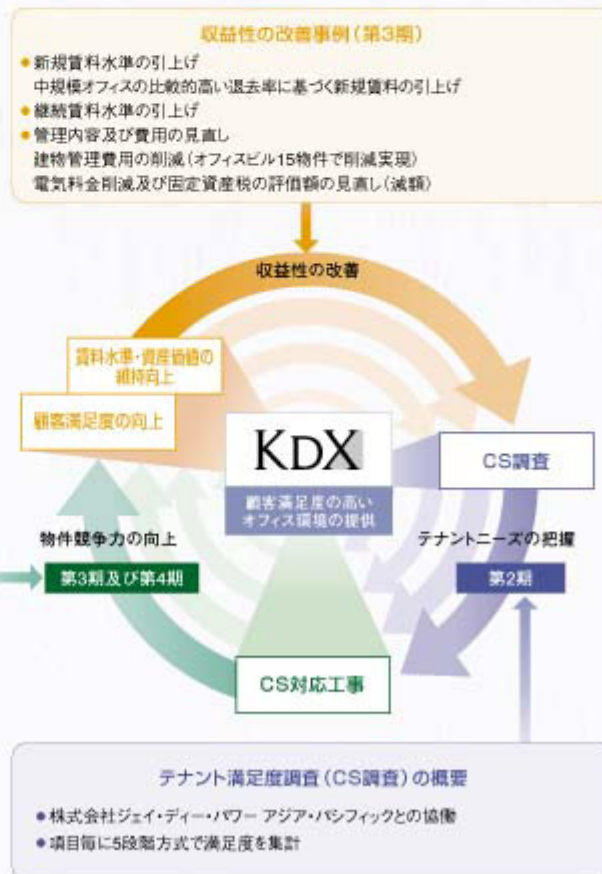 収益性の改善事例(第3期)
●新規賃料水準の引上げ
中規模オフィスの比較的高い退去率に基づく新規賃料の引上げ
●継続賃料水準の引上げ
●管理内容及び費用の見直し
建物管理費用の削減(オフィスビル15物件で削減実現)
電気料金削減及び固定資産税の評価額の見直し(減額)
収益性の改善
賃料水準・資産価値の
維持向上
顧客満足度の向上
KDX
顧客満足度の高い
オフィス環境の提供
CS調査
物件競争力の向上
第3期及び第4期
テナントニーズの把握
第2期
CS対応工事
テナント満足度調査(CS調査)の概要
●株式会社ジェイ・ディー・パワー アジア・パシフィックとの協働
●項目毎に5段階方式で満足度を集計